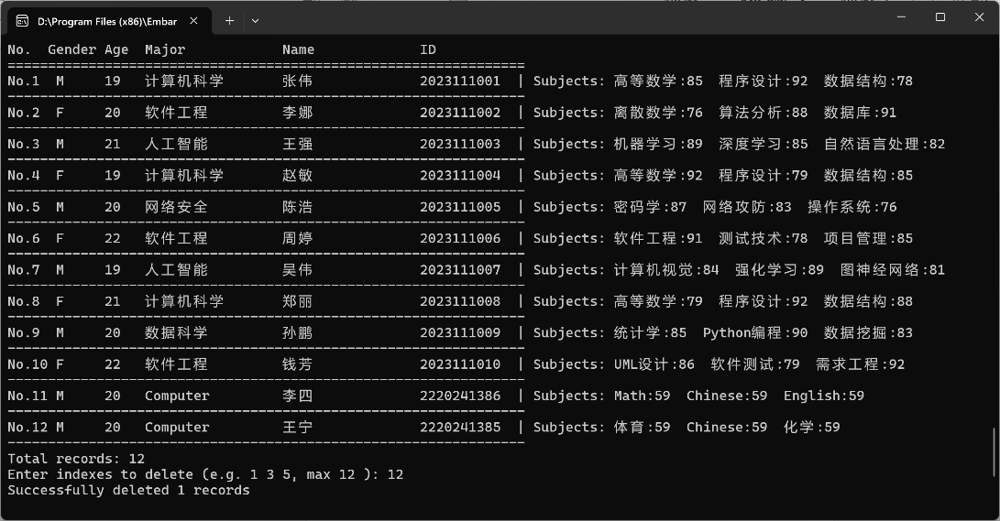 D:\Program Files (x86)\Embar
No. Gender Age Major Name ID
================================================================
No.1 M 19 计算机科学 张伟 2023111001 | Subjects: 高等数学:85 程序设计:92 数据结构:78
----------------------------------------------------------------
No.2 F 20 软件工程 李娜 2023111002 | Subjects: 离散数学:76 算法分析:88 数据库:91
----------------------------------------------------------------
No.3 M 21 人工智能 王强 2023111003 | Subjects: 机器学习:89 深度学习:85 自然语言处理:82
----------------------------------------------------------------
No.4 F 19 计算机科学 赵敏 2023111004 | Subjects: 高等数学:92 程序设计:79 数据结构:85
----------------------------------------------------------------
No.5 M 20 网络安全 陈浩 2023111005 | Subjects: 密码学:87 网络攻防:83 操作系统:76
----------------------------------------------------------------
No.6 F 22 软件工程 周婷 2023111006 | Subjects: 软件工程:91 测试技术:78 项目管理:85
----------------------------------------------------------------
No.7 M 19 人工智能 吴伟 2023111007 | Subjects: 计算机视觉:84 强化学习:89 图神经网络:81
----------------------------------------------------------------
No.8 F 21 计算机科学 郑丽 2023111008 | Subjects: 高等数学:79 程序设计:92 数据结构:88
----------------------------------------------------------------
No.9 M 20 数据科学 孙鹏 2023111009 | Subjects: 统计学:85 Python编程:90 数据挖掘:83
----------------------------------------------------------------
No.10 F 22 软件工程 钱芳 2023111010 | Subjects: UML设计:86 软件测试:79 需求工程:92
----------------------------------------------------------------
No.11 M 20 Computer 李四 2220241386 | Subjects: Math:59 Chinese:59 English:59
----------------------------------------------------------------
No.12 M 20 Computer 王宁 2220241385 | Subjects: 体育:59 Chinese:59 化学:59
----------------------------------------------------------------
Total records: 12
Enter indexes to delete (e.g. 1 3 5, max 12 ): 12
Successfully deleted 1 records